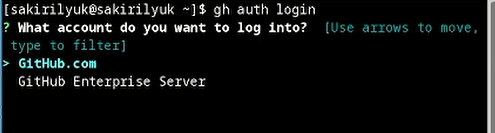 [sakirilyuk@sakirilyuk ~]$ gh auth login
? What account do you want to log into?  [Use arrows to move,
 type to filter]
> GitHub.com
  GitHub Enterprise Server